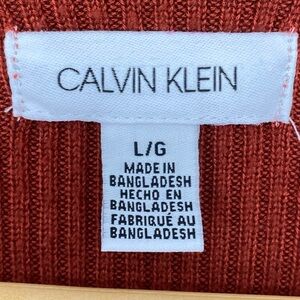 CALVIN KLEIN
L/G
MADE IN
BANGLADESH
HECHO EN
BANGLADESH
FABRIQUÉ AU
BANGLADESH